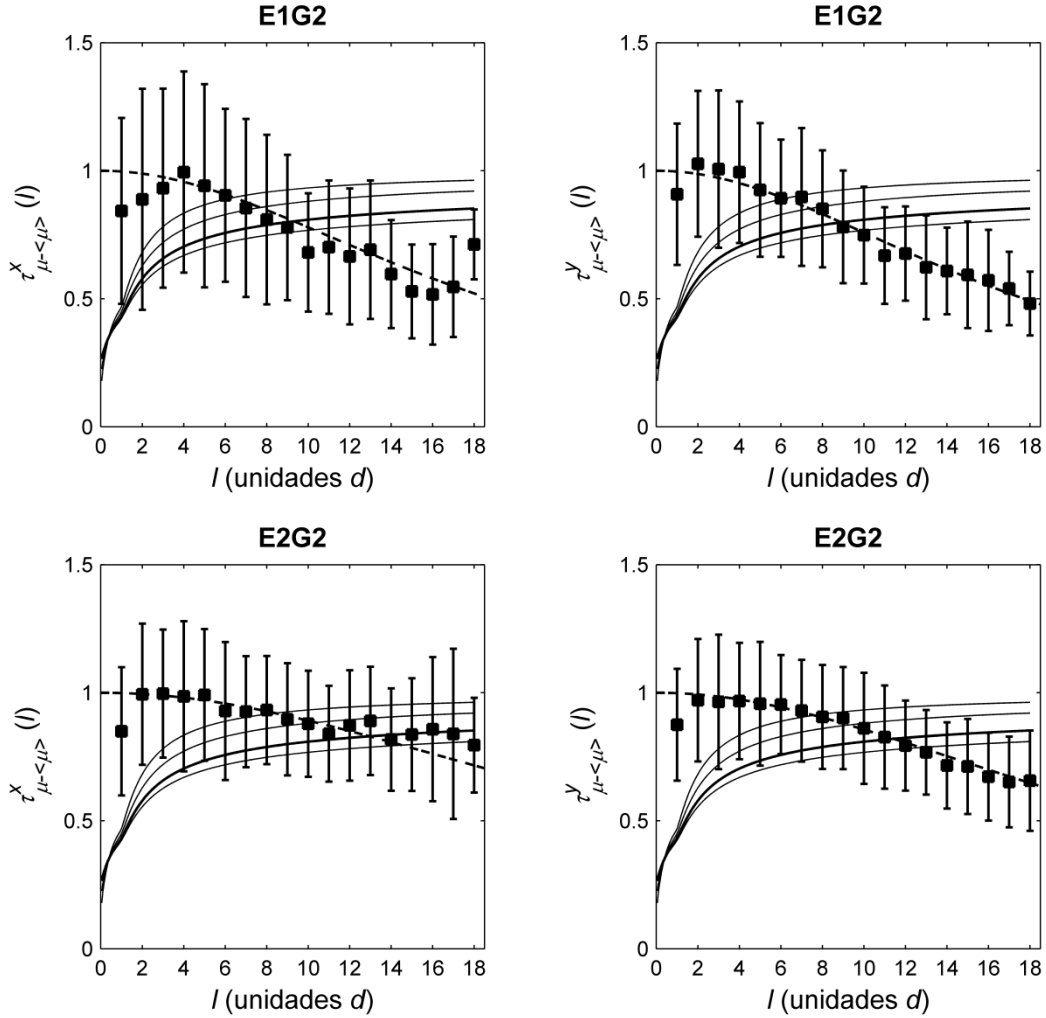 E1G2
E1G2
1.5
1
0.5
0
τ^x_{μ-<μ>} (l)
0 2 4 6 8 10 12 14 16 18
l (unidades d)
1.5
1
0.5
0
τ^y_{μ-<μ>} (l)
0 2 4 6 8 10 12 14 16 18
l (unidades d)
E2G2
E2G2
1.5
1
0.5
0
τ^x_{μ-<μ>} (l)
0 2 4 6 8 10 12 14 16 18
l (unidades d)
1.5
1
0.5
0
τ^y_{μ-<μ>} (l)
0 2 4 6 8 10 12 14 16 18
l (unidades d)